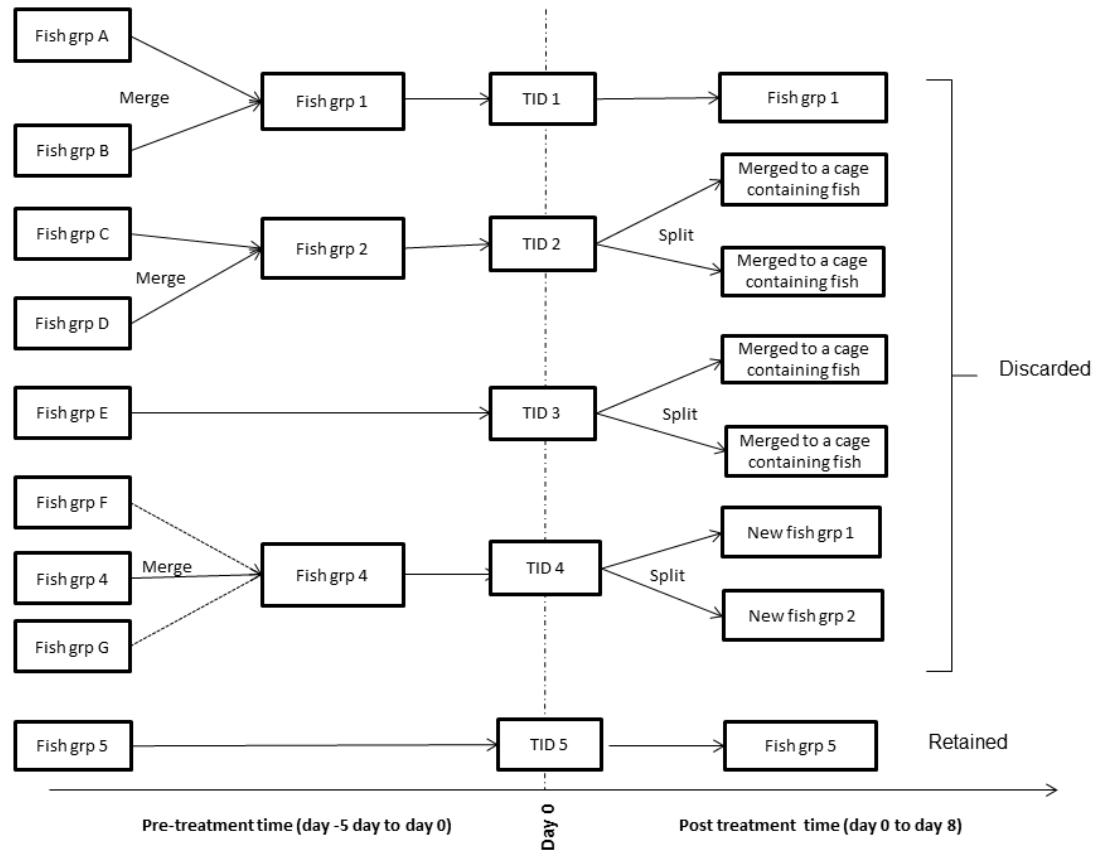 Fish grp A
Merge
Fish grp B
Fish grp 1
TID 1
Fish grp 1
Fish grp C
Merge
Fish grp D
Fish grp 2
TID 2
Split
Merged to a cage
containing fish
Merged to a cage
containing fish
Fish grp E
TID 3
Split
Merged to a cage
containing fish
Merged to a cage
containing fish
Fish grp F
Fish grp 4
Merge
Fish grp G
Fish grp 4
TID 4
Split
New fish grp 1
New fish grp 2
Discarded
Fish grp 5
TID 5
Fish grp 5
Retained
Pre-treatment time (day -5 day to day 0)
Day 0
Post treatment time (day 0 to day 8)